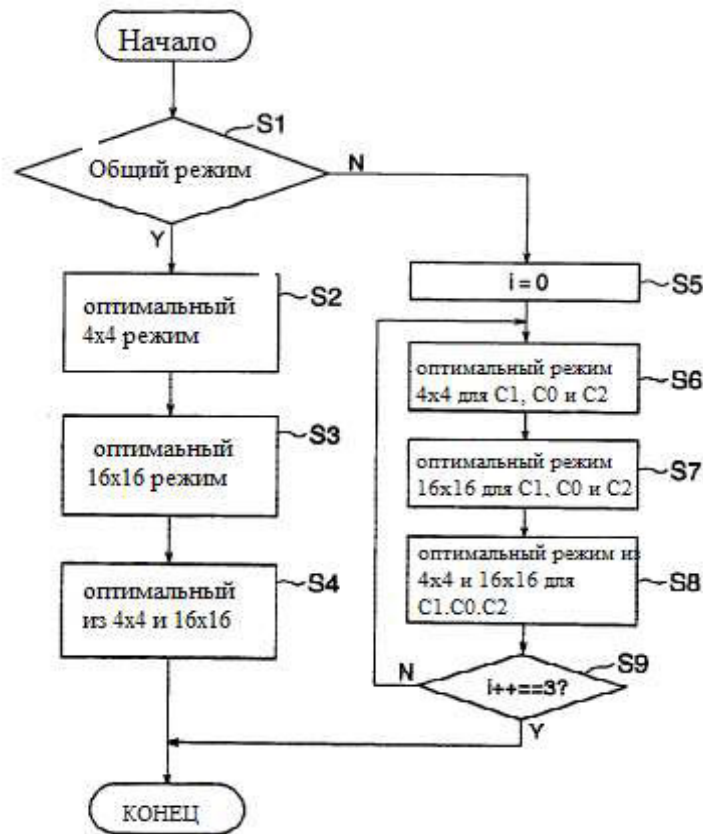 Начало
S1
Общий режим
N
Y
оптимальный
4x4 режим
S2
оптимаьный
16x16 режим
S3
оптимальный
из 4x4 и 16x16
S4
i = 0
S5
оптимальный режим
4x4 для C1, C0 и C2
S6
оптимальный режим
16x16 для C1, C0 и C2
S7
оптимальный режим из
4x4 и 16x16 для
C1.C0.C2
S8
S9
i++==3?
N
Y
КОНЕЦ